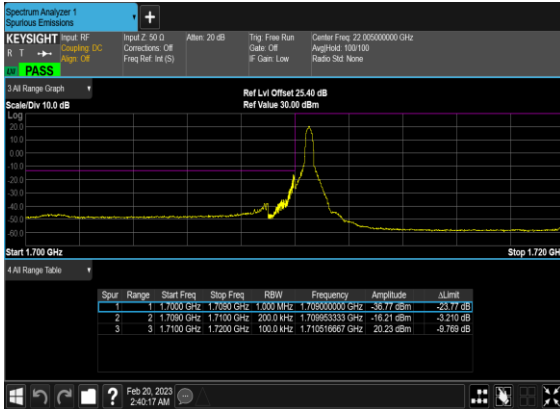 Spectrum Analyzer 1
Spurious Emissions
+
KEYSIGHT Input: RF Input Z: 50 Ω Atten: 20 dB Trig: Free Run Center Freq: 22.005000000 GHz
R T Coupling: DC Corrections: Off Gate: Off Avg|Hold: 100/100
Align: Off Freq Ref: Int (S) IF Gain: Low Radio Std: None
PASS
3 All Range Graph
Ref Lvl Offset 25.40 dB
Scale/Div 10.0 dB Ref Value 30.00 dBm
Log
20.0
10.0
0.00
-10.0
-20.0
-30.0
-40.0
-50.0
-60.0
Start 1.700 GHz Stop 1.720 GH
4 All Range Table
Spur Range Start Freq Stop Freq RBW Frequency Amplitude ΔLimit
1 1 1.7000 GHz 1.7090 GHz 1.000 MHz 1.709000000 GHz -36.77 dBm -23.77 dB
2 2 1.7090 GHz 1.7100 GHz 200.0 kHz 1.709953333 GHz -16.21 dBm -3.210 dB
3 3 1.7100 GHz 1.7200 GHz 100.0 kHz 1.710516667 GHz 20.23 dBm -9.769 dB
? Feb 20, 2023
2:40:17 AM